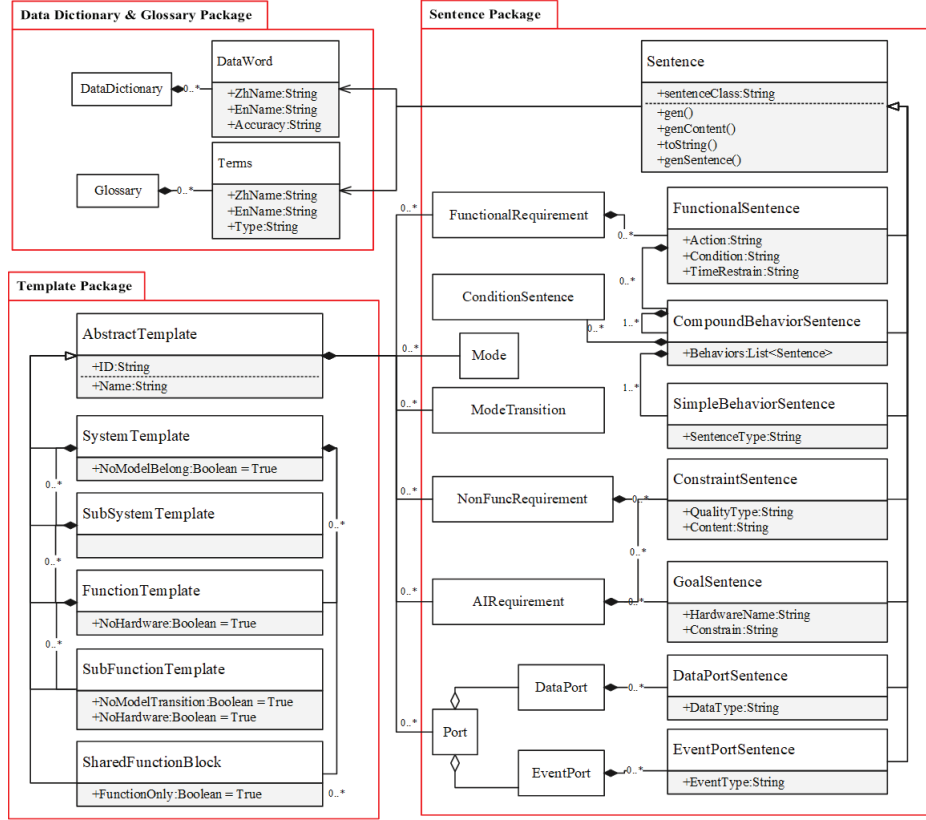 Data Dictionary & Glossary Package
DataDictionary
0..*
DataWord
+ZhName:String
+EnName:String
+Accuracy:String
Glossary
0..*
Terms
+ZhName:String
+EnName:String
+Type:String
Template Package
AbstractTemplate
+ID:String
+Name:String
SystemTemplate
+NoModelBelong:Boolean = True
0..*
SubSystemTemplate
0..*
0..*
FunctionTemplate
+NoHardware:Boolean = True
0..*
SubFunctionTemplate
+NoModelTransition:Boolean = True
+NoHardware:Boolean = True
SharedFunctionBlock
+FunctionOnly:Boolean = True
0..*
Sentence Package
Sentence
+sentenceClass:String
+gen()
+genContent()
+toString()
+genSentence()
0..*
FunctionalRequirement
0..*
FunctionalSentence
+Action:String
+Condition:String
+TimeRestrain:String
ConditionSentence
0..*
0..*
1..*
CompoundBehaviorSentence
+Behaviors:List<Sentence>
0..*
Mode
1..*
SimpleBehaviorSentence
+SentenceType:String
0..*
ModeTransition
0..*
NonFuncRequirement
0..*
ConstraintSentence
+QualityType:String
+Content:String
0..*
0..*
AIRequirement
0..*
GoalSentence
+HardwareName:String
+Constrain:String
0..*
Port
DataPort
0..*
DataPortSentence
+DataType:String
EventPort
0..*
EventPortSentence
+EventType:String